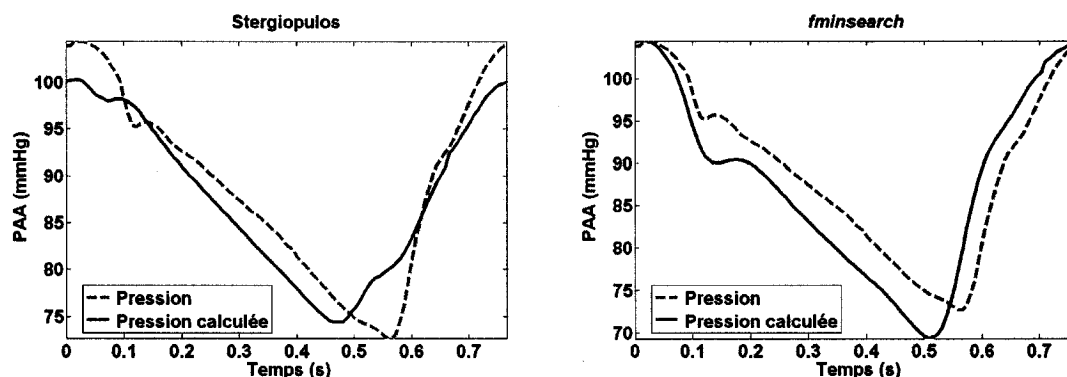 Stergiopulos
PAA (mmHg)
100
95
90
85
80
75
0
0.1
0.2
0.3
0.4
0.5
0.6
0.7
Temps (s)
Pression
Pression calculée
fminsearch
PAA (mmHg)
100
95
90
85
80
75
70
0
0.1
0.2
0.3
0.4
0.5
0.6
0.7
Temps (s)
Pression
Pression calculée